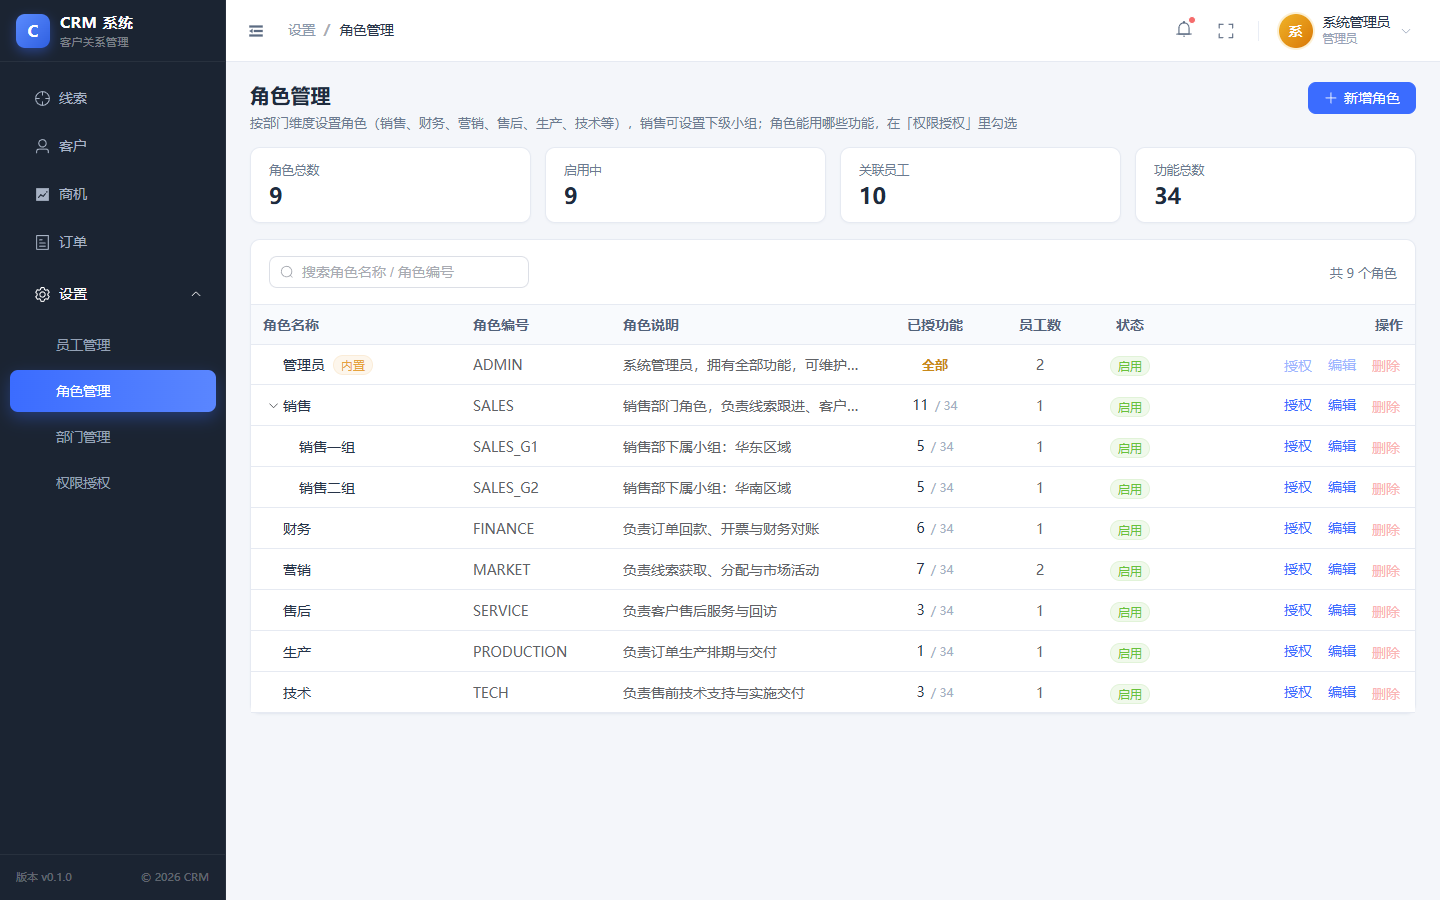 C
CRM 系统
客户关系管理
线索
客户
商机
订单
设置
员工管理
角色管理
部门管理
权限授权
版本 v0.1.0
© 2026 CRM
设置 / 角色管理
系
系统管理员
管理员
角色管理
按部门维度设置角色（销售、财务、营销、售后、生产、技术等），销售可设置下级小组；角色能用哪些功能，在「权限授权」里勾选
新增角色
角色总数
9
启用中
9
关联员工
10
功能总数
34
搜索角色名称 / 角色编号
共 9 个角色
角色名称 角色编号 角色说明 已授功能 员工数 状态 操作
管理员 内置 ADMIN 系统管理员，拥有全部功能，可维护... 全部 2 启用 授权 编辑 删除
销售 SALES 销售部门角色，负责线索跟进、客户... 11 / 34 1 启用 授权 编辑 删除
销售一组 SALES_G1 销售部下属小组：华东区域 5 / 34 1 启用 授权 编辑 删除
销售二组 SALES_G2 销售部下属小组：华南区域 5 / 34 1 启用 授权 编辑 删除
财务 FINANCE 负责订单回款、开票与财务对账 6 / 34 1 启用 授权 编辑 删除
营销 MARKET 负责线索获取、分配与市场活动 7 / 34 2 启用 授权 编辑 删除
售后 SERVICE 负责客户售后服务与回访 3 / 34 1 启用 授权 编辑 删除
生产 PRODUCTION 负责订单生产排期与交付 1 / 34 1 启用 授权 编辑 删除
技术 TECH 负责售前技术支持与实施交付 3 / 34 1 启用 授权 编辑 删除